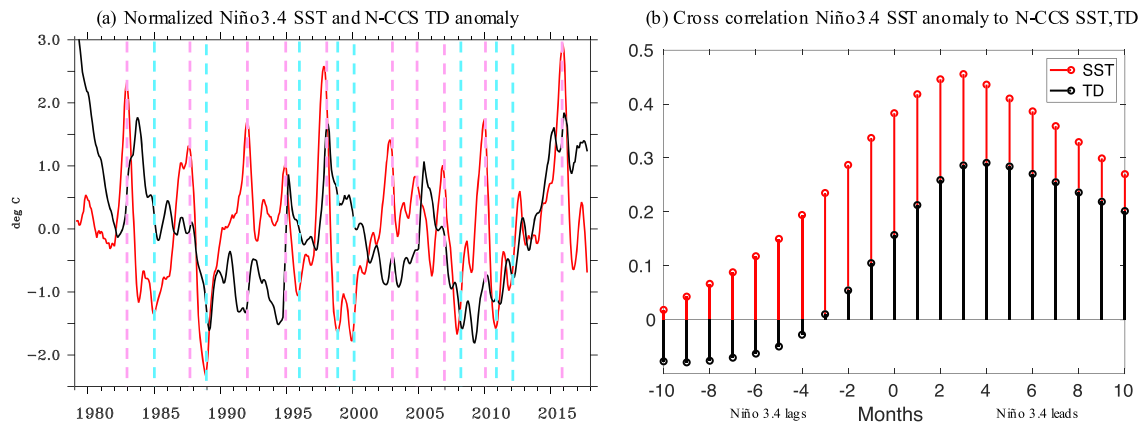 (a) Normalized Niño3.4 SST and N-CCS TD anomaly
3.0
2.0
1.0
0.0
-1.0
-2.0
deg C
1980 1985 1990 1995 2000 2005 2010 2015
(b) Cross correlation Niño3.4 SST anomaly to N-CCS SST,TD
0.5
0.4
0.3
0.2
0.1
0
SST
TD
-10 -8 -6 -4 -2 0 2 4 6 8 10
Niño 3.4 lags Months Niño 3.4 leads